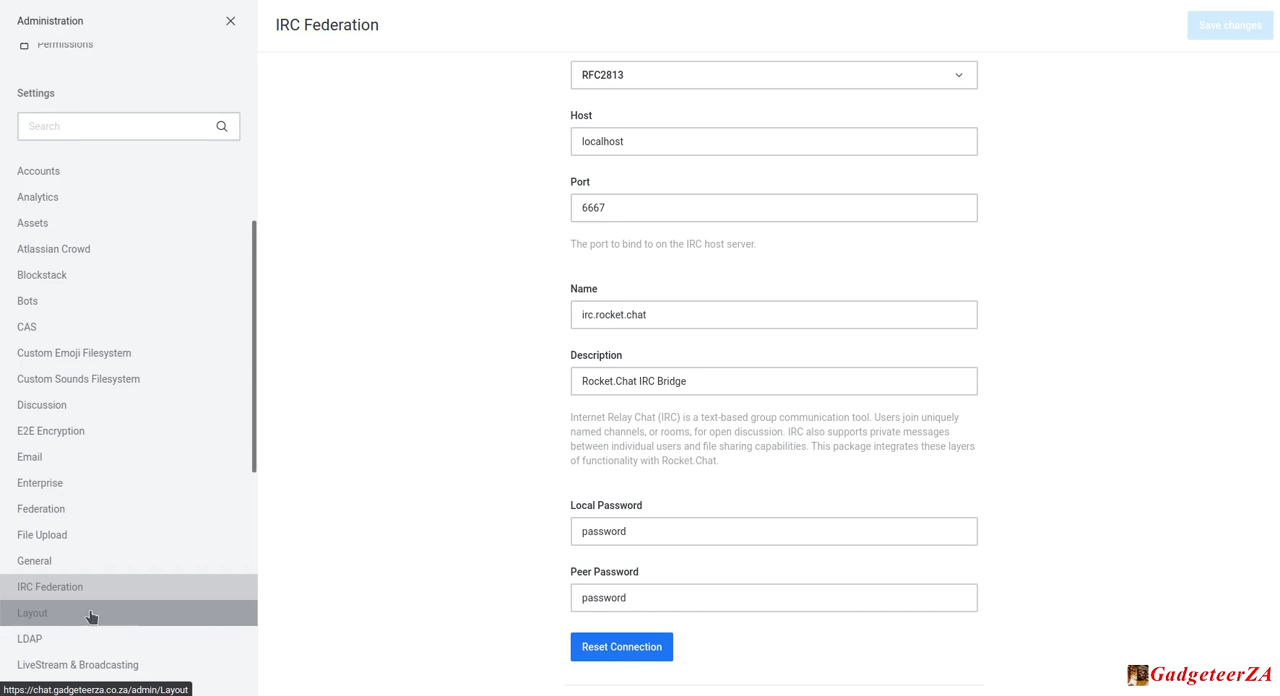 Administration
Permissions
Settings
Search
Accounts
Analytics
Assets
Atlassian Crowd
Blockstack
Bots
CAS
Custom Emoji Filesystem
Custom Sounds Filesystem
Discussion
E2E Encryption
Email
Enterprise
Federation
File Upload
General
IRC Federation
Layout
LDAP
LiveStream & Broadcasting
https://chat.gadgeteerza.co.za/admin/Layout
IRC Federation
Save changes
RFC2813
Host
localhost
Port
6667
The port to bind to on the IRC host server.
Name
irc.rocket.chat
Description
Rocket.Chat IRC Bridge
Internet Relay Chat (IRC) is a text-based group communication tool. Users join uniquely
named channels, or rooms, for open discussion. IRC also supports private messages
between individual users and file sharing capabilities. This package integrates these layers
of functionality with Rocket.Chat.
Local Password
password
Peer Password
password
Reset Connection
GadgeteerZA